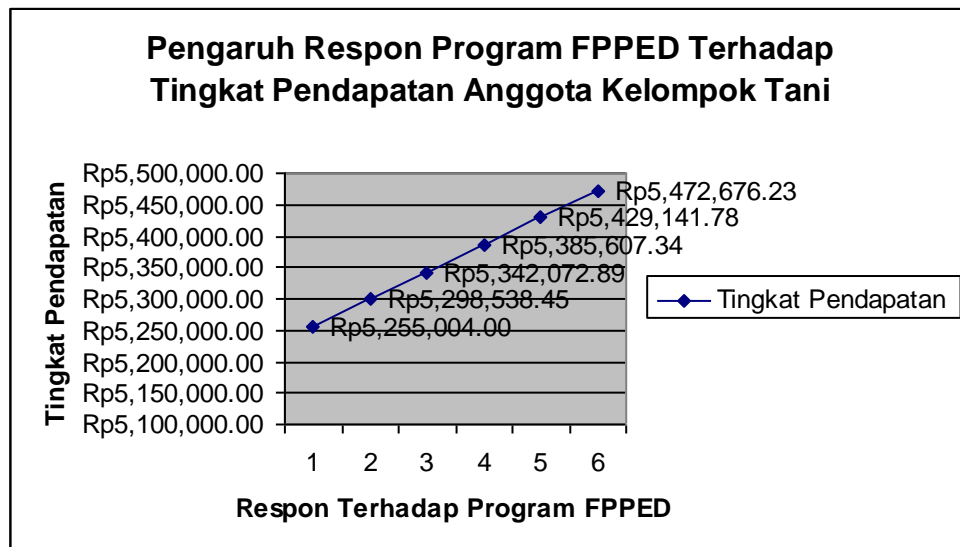 Pengaruh Respon Program FPPED Terhadap
Tingkat Pendapatan Anggota Kelompok Tani
Tingkat Pendapatan
Rp5,500,000.00
Rp5,450,000.00
Rp5,400,000.00
Rp5,350,000.00
Rp5,300,000.00
Rp5,250,000.00
Rp5,200,000.00
Rp5,150,000.00
Rp5,100,000.00
Rp5,472,676.23
Rp5,429,141.78
Rp5,385,607.34
Rp5,342,072.89
Rp5,298,538.45
Rp5,255,004.00
Tingkat Pendapatan
1 2 3 4 5 6
Respon Terhadap Program FPPED